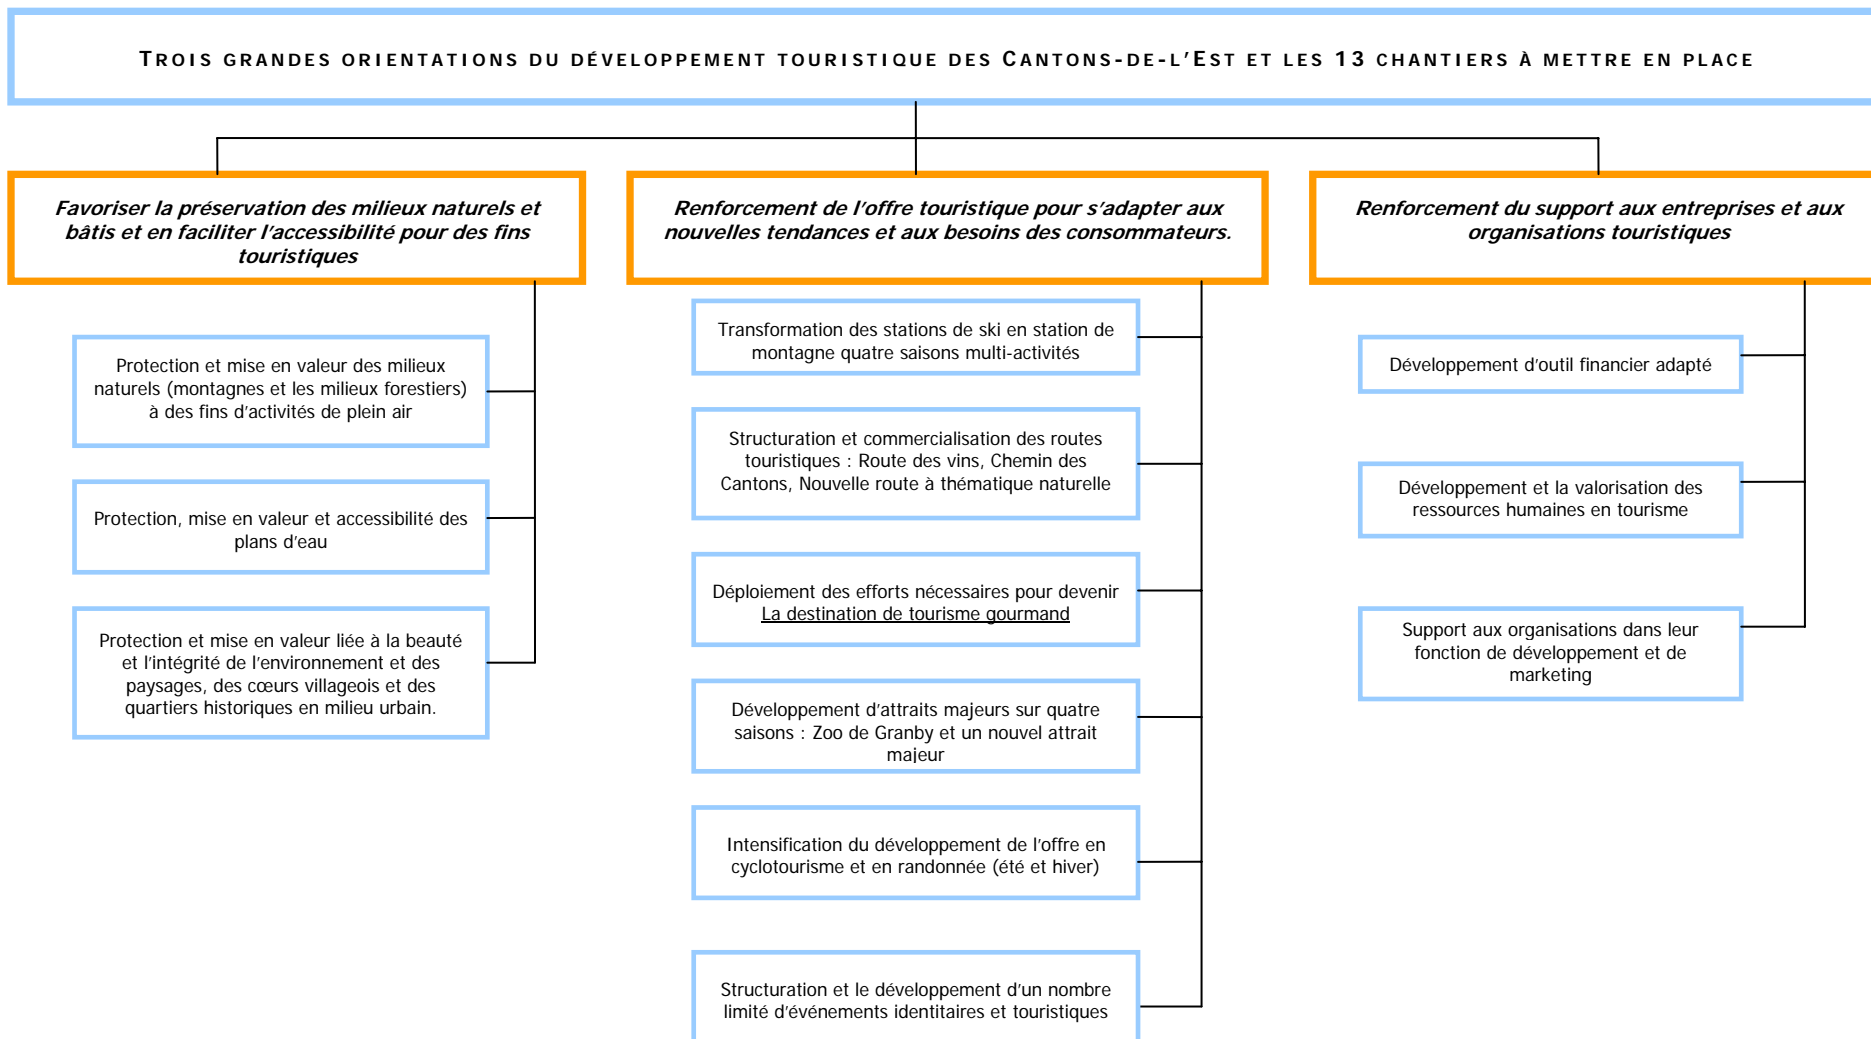 TROIS GRANDES ORIENTATIONS DU DÉVELOPPEMENT TOURISTIQUE DES CANTONS-DE-L'EST ET LES 13 CHANTIERS À METTRE EN PLACE
Favoriser la préservation des milieux naturels et
bâtis et en faciliter l'accessibilité pour des fins
touristiques
Protection et mise en valeur des milieux
naturels (montagnes et les milieux forestiers)
à des fins d'activités de plein air
Protection, mise en valeur et accessibilité des
plans d'eau
Protection et mise en valeur liée à la beauté
et l'intégrité de l'environnement et des
paysages, des cœurs villageois et des
quartiers historiques en milieu urbain.
Renforcement de l'offre touristique pour s'adapter aux
nouvelles tendances et aux besoins des consommateurs.
Transformation des stations de ski en station de
montagne quatre saisons multi-activités
Structuration et commercialisation des routes
touristiques : Route des vins, Chemin des
Cantons, Nouvelle route à thématique naturelle
Déploiement des efforts nécessaires pour devenir
La destination de tourisme gourmand
Développement d'attraits majeurs sur quatre
saisons : Zoo de Granby et un nouvel attrait
majeur
Intensification du développement de l'offre en
cyclotourisme et en randonnée (été et hiver)
Structuration et le développement d'un nombre
limité d'événements identitaires et touristiques
Renforcement du support aux entreprises et aux
organisations touristiques
Développement d'outil financier adapté
Développement et la valorisation des
ressources humaines en tourisme
Support aux organisations dans leur
fonction de développement et de
marketing